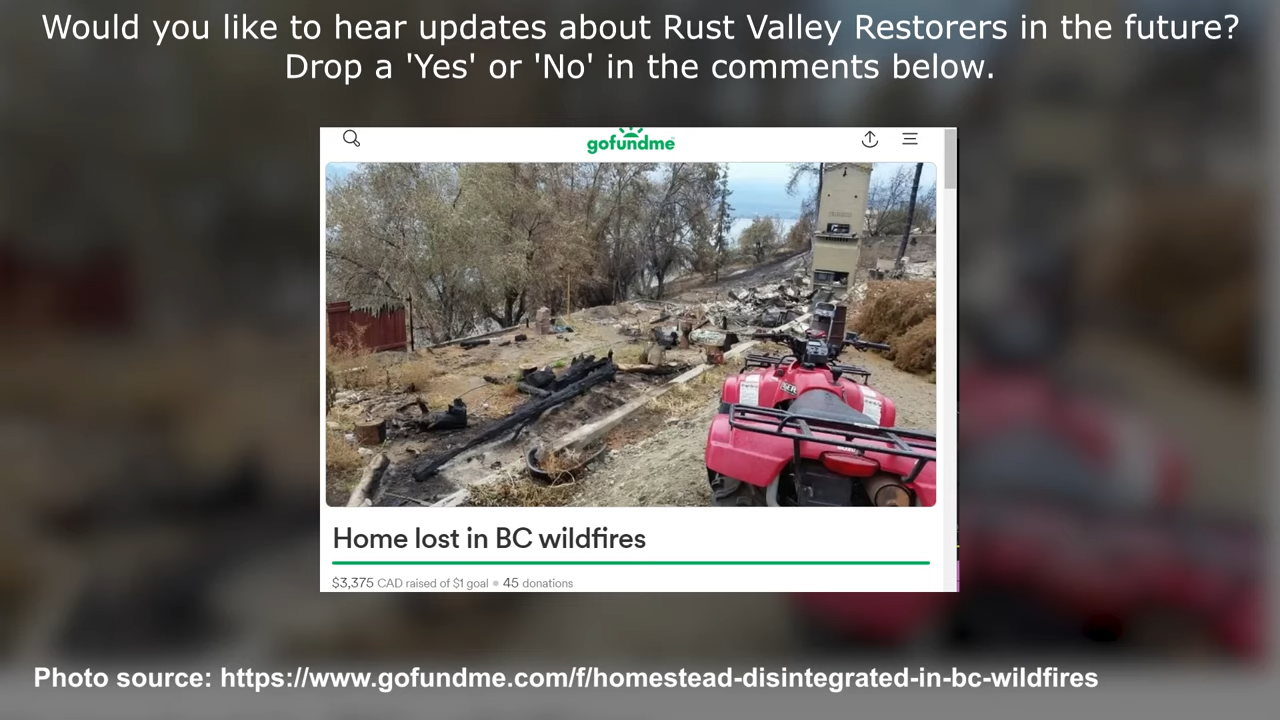 Would you like to hear updates about Rust Valley Restorers in the future?
Drop a 'Yes' or 'No' in the comments below.
gofundme
Home lost in BC wildfires
$3,375 CAD raised of $1 goal • 45 donations
Photo source: https://www.gofundme.com/f/homestead-disintegrated-in-bc-wildfires